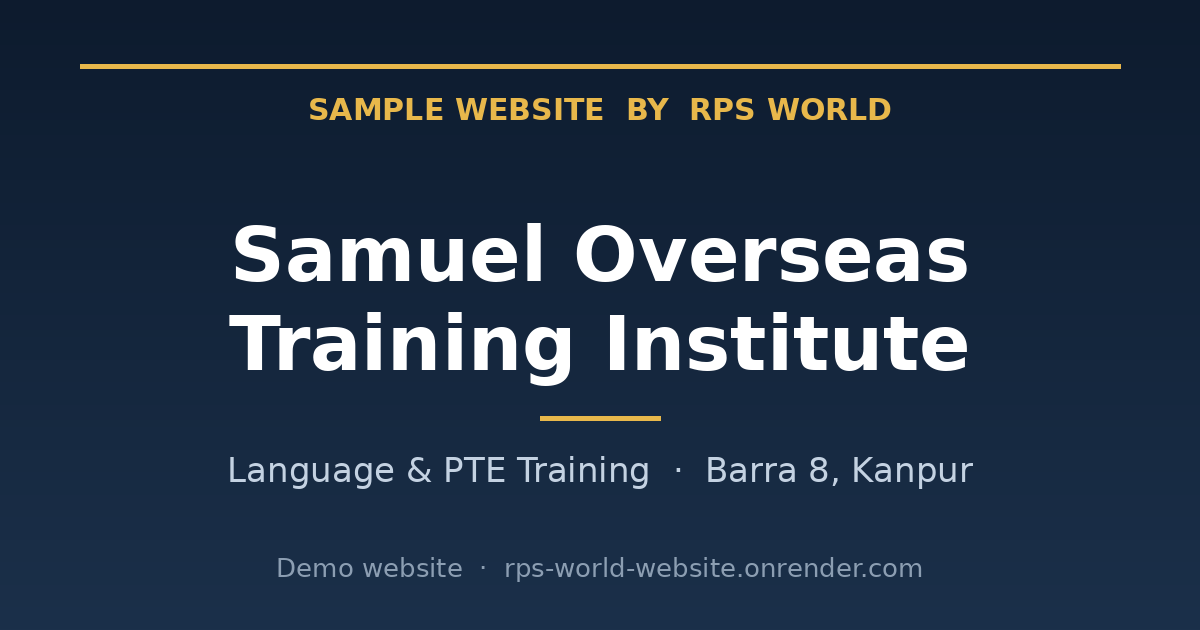 SAMPLE WEBSITE BY RPS WORLD
Samuel Overseas
Training Institute
Language & PTE Training · Barra 8, Kanpur
Demo website · rps-world-website.onrender.com